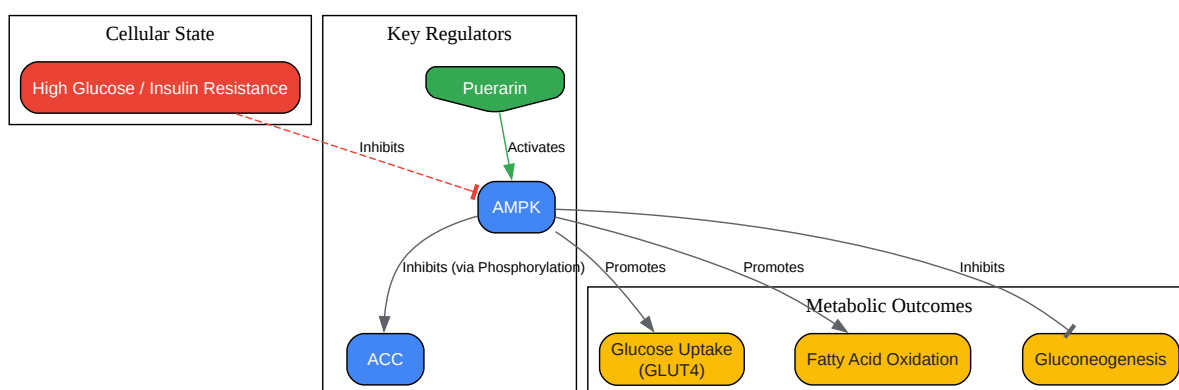 Cellular State
Key Regulators
High Glucose / Insulin Resistance
Puerarin
Inhibits
Activates
AMPK
Inhibits (via Phosphorylation)
Promotes
Promotes
Inhibits
Metabolic Outcomes
ACC
Glucose Uptake
(GLUT4)
Fatty Acid Oxidation
Gluconeogenesis